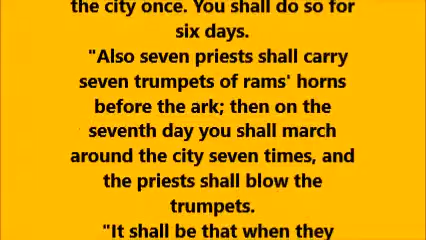 the city once. You shall do so for
six days.
"Also seven priests shall carry
seven trumpets of rams' horns
before the ark; then on the
seventh day you shall march
around the city seven times, and
the priests shall blow the
trumpets.
"It shall be that when they